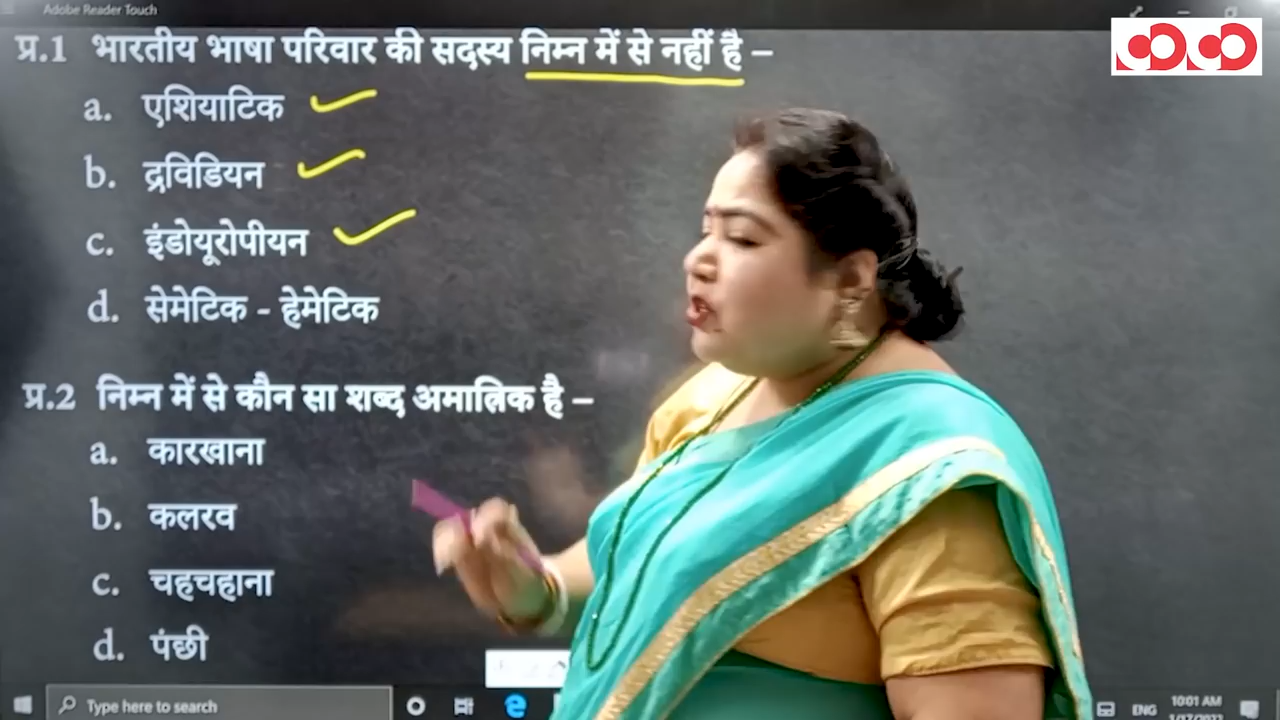 Adobe Reader Touch
प्र.1 भारतीय भाषा परिवार की सदस्य निम्न में से नहीं है –
a. एशियाटिक
b. द्रविडियन
c. इंडोयूरोपीयन
d. सेमेटिक - हेमेटिक
प्र.2 निम्न में से कौन सा शब्द अमात्रिक है –
a. कारखाना
b. कलरव
c. चहचहाना
d. पंछी
Type here to search
ENG
10:01 AM